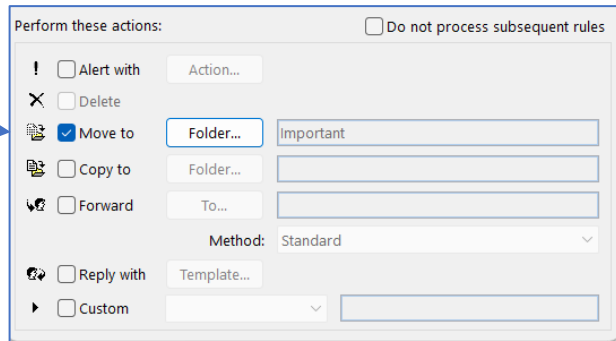 Perform these actions: Do not process subsequent rules
Alert with Action...
Delete
Move to Folder... Important
Copy to Folder...
Forward To...
Method: Standard
Reply with Template...
Custom